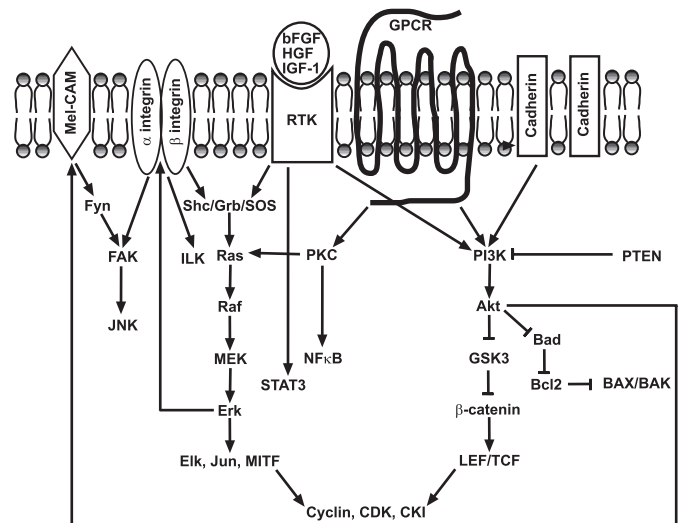 bFGF
HGF
IGF-1
GPCR
Mel-CAM
α integrin
β integrin
RTK
Cadherin
Cadherin
Fyn
Shc/Grb/SOS
FAK
ILK
Ras
PKC
PI3K
PTEN
JNK
Raf
Akt
MEK
NFκB
GSK3
Bad
STAT3
Bcl2
BAX/BAK
Erk
β-catenin
Elk, Jun, MITF
LEF/TCF
Cyclin, CDK, CKI